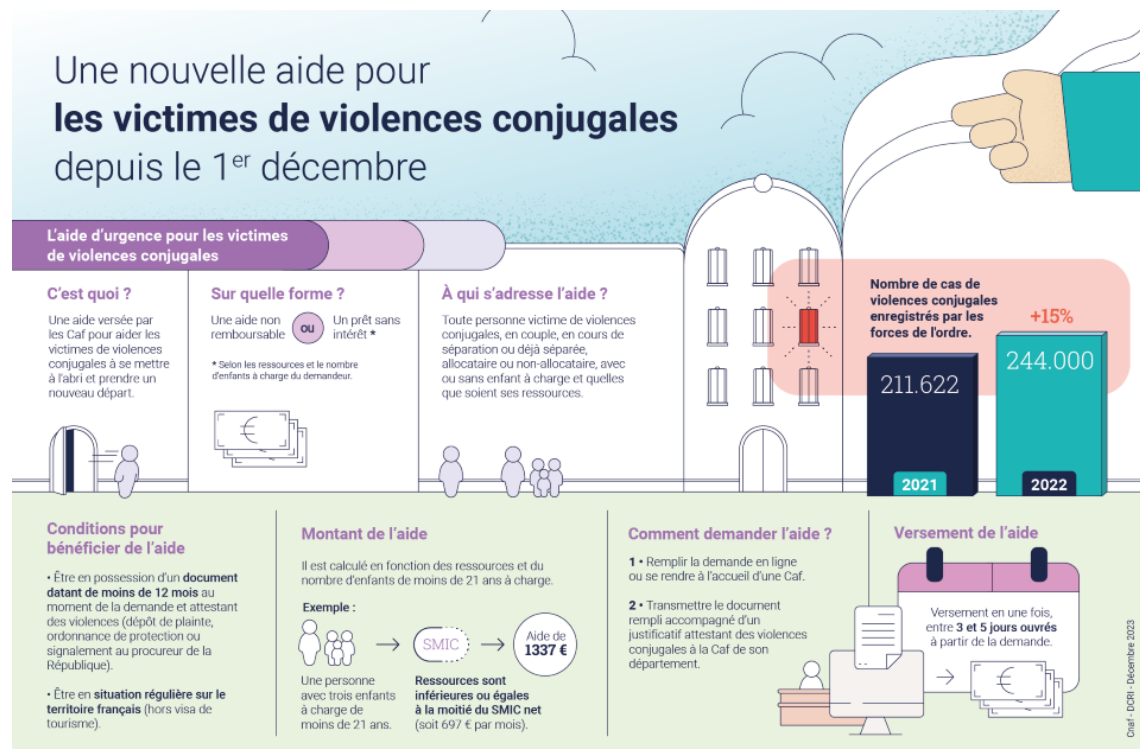 Une nouvelle aide pour
les victimes de violences conjugales
depuis le 1er décembre
L'aide d'urgence pour les victimes
de violences conjugales
C'est quoi ?
Une aide versée par
les Caf pour aider les
victimes de violences
conjugales à se mettre
à l'abri et prendre un
nouveau départ.
Sur quelle forme ?
Une aide non
remboursable
ou
Un prêt sans
intérêt *
* Selon les ressources et le nombre
d'enfants à charge du demandeur.
€
À qui s'adresse l'aide ?
Toute personne victime de violences
conjugales, en couple, en cours de
séparation ou déjà séparée,
allocataire ou non-allocataire, avec
ou sans enfant à charge et quelles
que soient ses ressources.
Nombre de cas de
violences conjugales
enregistrés par les
forces de l'ordre.
+15%
211.622
244.000
2021
2022
Conditions pour
bénéficier de l'aide
• Être en possession d'un document
datant de moins de 12 mois au
moment de la demande et attestant
des violences (dépôt de plainte,
ordonnance de protection ou
signalement au procureur de la
République).
• Être en situation régulière sur le
territoire français (hors visa de
tourisme).
Montant de l'aide
Il est calculé en fonction des ressources et du
nombre d'enfants de moins de 21 ans à charge.
Exemple :
SMIC
Aide de
1337 €
Une personne
avec trois enfants
à charge de
moins de 21 ans.
Ressources sont
inférieures ou égales
à la moitié du SMIC net
(soit 697 € par mois).
Comment demander l'aide ?
1 • Remplir la demande en ligne
ou se rendre à l'accueil d'une Caf.
2 • Transmettre le document
rempli accompagné d'un
justificatif attestant des violences
conjugales à la Caf de son
département.
Versement de l'aide
Versement en une fois,
entre 3 et 5 jours ouvrés
à partir de la demande.
€
Cnaf - DCRI - Décembre 2023